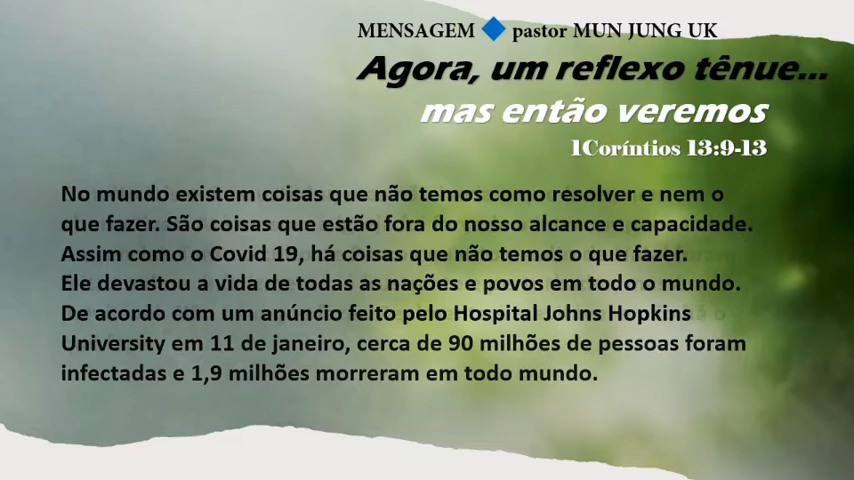 MENSAGEM 🔷 pastor MUN JUNG UK
Agora, um reflexo tênue...
mas então veremos
1Coríntios 13:9-13
No mundo existem coisas que não temos como resolver e nem o
que fazer. São coisas que estão fora do nosso alcance e capacidade.
Assim como o Covid 19, há coisas que não temos o que fazer.
Ele devastou a vida de todas as nações e povos em todo o mundo.
De acordo com um anúncio feito pelo Hospital Johns Hopkins
University em 11 de janeiro, cerca de 90 milhões de pessoas foram
infectadas e 1,9 milhões morreram em todo mundo.